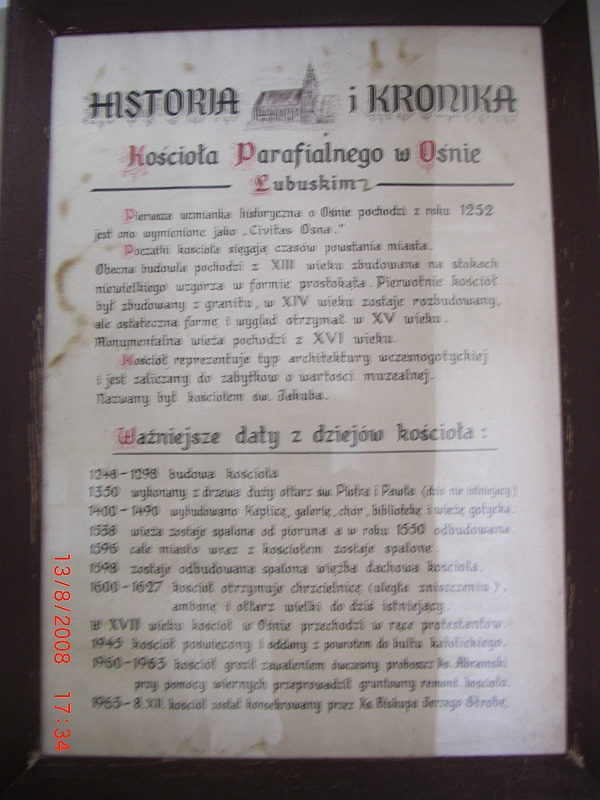 HISTORIA i KRONIKA
Kościoła Parafialnego w Ośnie
Lubuskim
Pierwsza wzmianka historyczna o Ośnie pochodzi z roku 1252
jest ono wymienione jako „Civitas Osna."
Początki kościoła sięgają czasów powstania miasta.
Obecna budowla pochodzi z XIII wieku zbudowana na stokach
niewielkiego wzgórza w formie prostokąta. Pierwotnie kościół
był zbudowany z granitu, w XIV wieku zostaje rozbudowany,
ale ostateczną formę i wygląd otrzymał w XV wieku.
Monumentalna wieża pochodzi z XVI wieku.
Kościół reprezentuje typ architektury wczesnogotyckiej
i jest zaliczany do zabytków o wartości muzealnej.
Nazwany był kościołem św. Jakuba.
Ważniejsze daty z dziejów kościoła:
1248-1298 budowa kościoła
1350 wykonany z drzewa duży ołtarz św. Piotra i Pawła (dziś nie istniejący)
1400-1490 wybudowano Kaplicę, galerię, chór, bibliotekę i wieżę gotycką.
1538 wieża zostaje spalona od pioruna a w roku 1550 odbudowana.
1596 całe miasto wraz z kościołem zostaje spalone.
1598 zostaje odbudowana spalona więźba dachowa kościoła.
1600-1627 kościół otrzymuje chrzcielnicę (uległa zniszczeniu),
ambonę i ołtarz wielki do dziś istniejący.
W XVII wieku kościół w Ośnie przechodzi w ręce protestantów.
1945 kościół poświęcony i oddany z powrotem do kultu katolickiego.
1960-1963 kościół groził zawaleniem ówczesny proboszcz Ks. Abramski
przy pomocy wiernych przeprowadził gruntowny remont kościoła.
1963-8.XII. kościół został konsekrowany przez Ks. Biskupa Jerzego Strobę.
13/8/2008 17:34